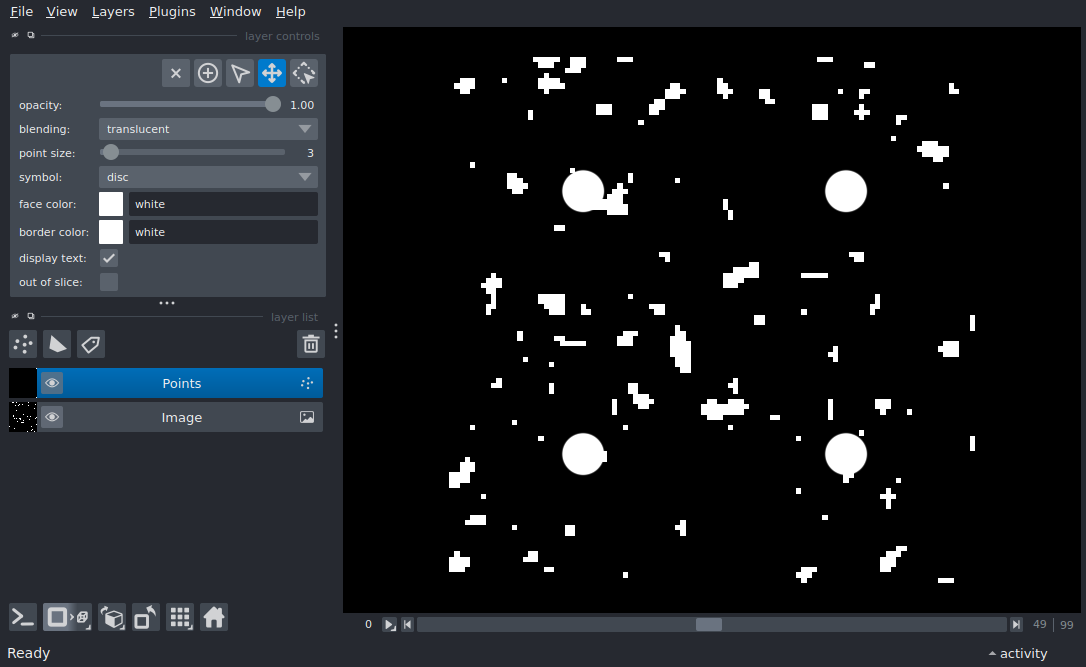 File View Layers Plugins Window Help
layer controls
opacity: 1.00
blending: translucent
point size: 3
symbol: disc
face color: white
border color: white
display text:
out of slice:
layer list
Points
Image
0 49 99
Ready activity